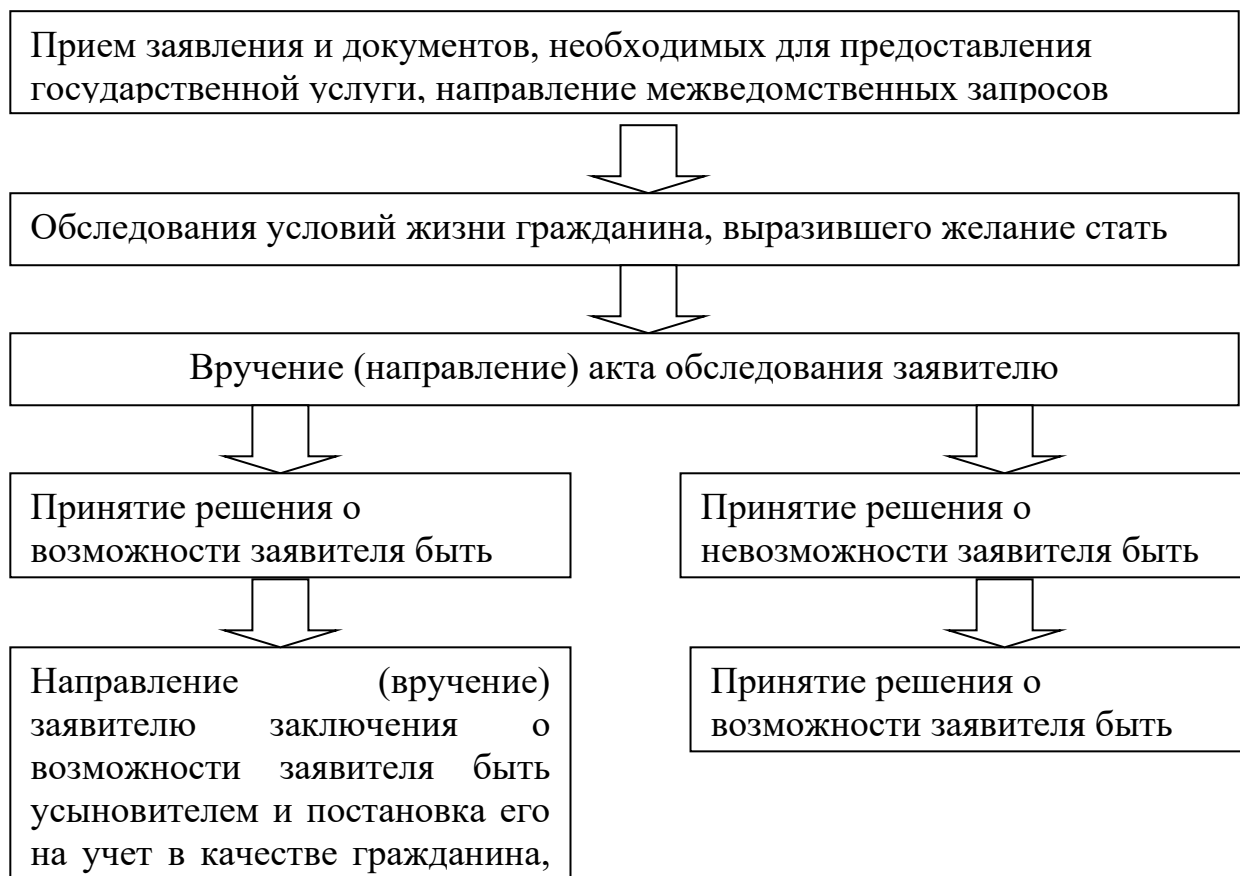 Прием заявления и документов, необходимых для предоставления
государственной услуги, направление межведомственных запросов
Обследования условий жизни гражданина, выразившего желание стать
Вручение (направление) акта обследования заявителю
Принятие решения о
возможности заявителя быть
Принятие решения о
невозможности заявителя быть
Направление (вручение)
заявителю заключения о
возможности заявителя быть
усыновителем и постановка его
на учет в качестве гражданина,
Принятие решения о
возможности заявителя быть